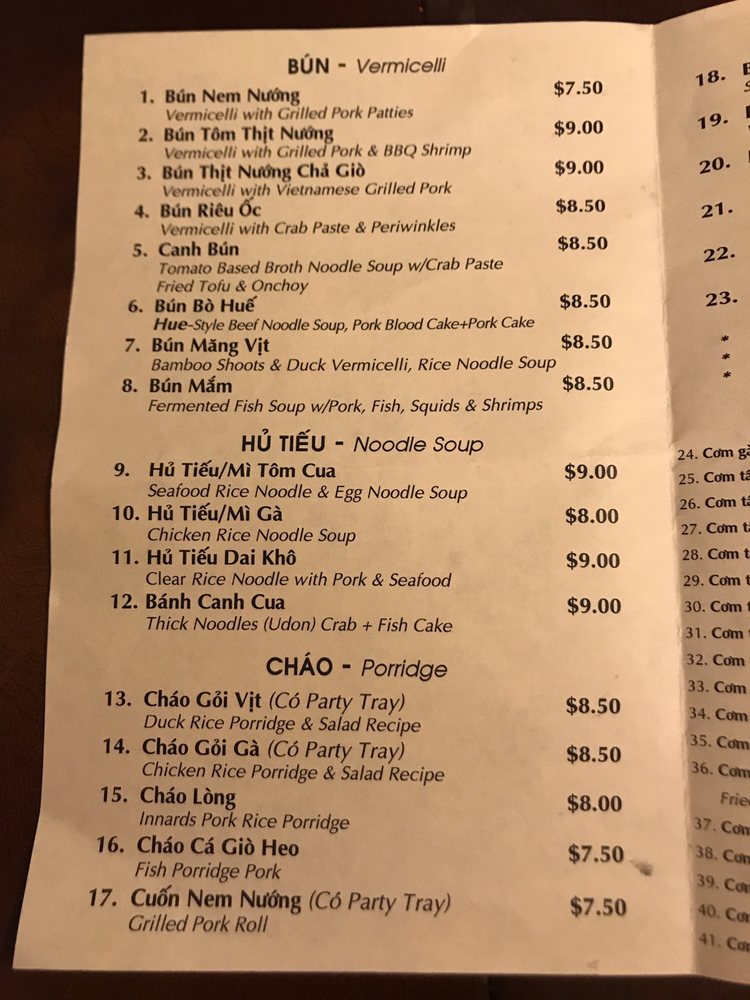 BÚN - Vermicelli
1. Bún Nem Nướng $7.50
Vermicelli with Grilled Pork Patties
2. Bún Tôm Thịt Nướng $9.00
Vermicelli with Grilled Pork & BBQ Shrimp
3. Bún Thịt Nướng Chả Giò $9.00
Vermicelli with Vietnamese Grilled Pork
4. Bún Riêu Ốc $8.50
Vermicelli with Crab Paste & Periwinkles
5. Canh Bún $8.50
Tomato Based Broth Noodle Soup w/Crab Paste
Fried Tofu & Onchoy
6. Bún Bò Huế $8.50
Hue-Style Beef Noodle Soup, Pork Blood Cake+Pork Cake
7. Bún Măng Vịt $8.50
Bamboo Shoots & Duck Vermicelli, Rice Noodle Soup
8. Bún Mắm $8.50
Fermented Fish Soup w/Pork, Fish, Squids & Shrimps
HỦ TIẾU - Noodle Soup
9. Hủ Tiếu/Mì Tôm Cua $9.00
Seafood Rice Noodle & Egg Noodle Soup
10. Hủ Tiếu/Mì Gà $8.00
Chicken Rice Noodle Soup
11. Hủ Tiếu Dai Khô $9.00
Clear Rice Noodle with Pork & Seafood
12. Bánh Canh Cua $9.00
Thick Noodles (Udon) Crab + Fish Cake
CHÁO - Porridge
13. Cháo Gỏi Vịt (Có Party Tray) $8.50
Duck Rice Porridge & Salad Recipe
14. Cháo Gỏi Gà (Có Party Tray) $8.50
Chicken Rice Porridge & Salad Recipe
15. Cháo Lòng $8.00
Innards Pork Rice Porridge
16. Cháo Cá Giò Heo $7.50
Fish Porridge Pork
17. Cuốn Nem Nướng (Có Party Tray) $7.50
Grilled Pork Roll
18.
19.
20.
21.
22.
23.
*
*
*
24. Cơm
25. Cơm
26. Cơm
27. Cơm
28. Cơm
29. Cơm
30. Cơm
31. Cơm
32. Cơm
33. Cơm
34. Cơm
35. Cơm
36. Cơm
37. Cơm
38. Cơm
39.
40.
41.